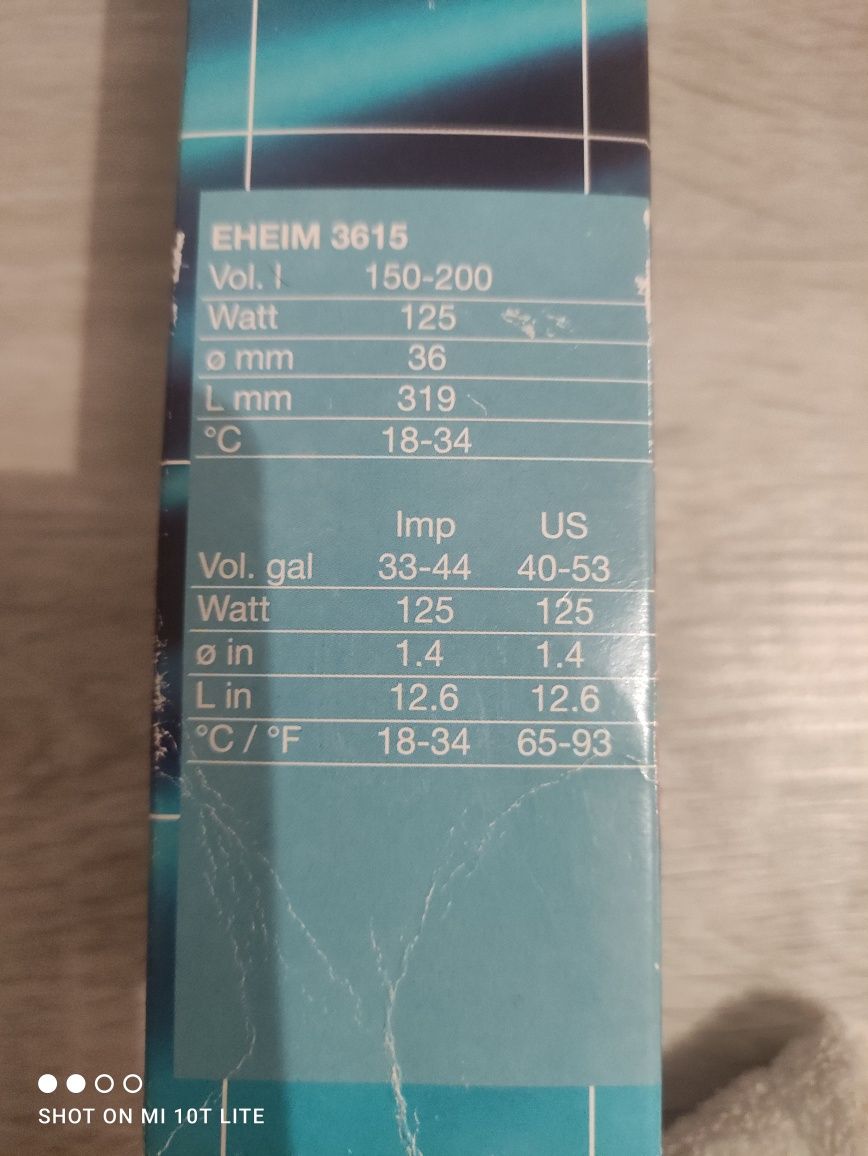 EHEIM 3615
Vol. l 150-200
Watt 125
ø mm 36
L mm 319
°C 18-34
Imp US
Vol. gal 33-44 40-53
Watt 125 125
ø in 1.4 1.4
L in 12.6 12.6
°C / °F 18-34 65-93
SHOT ON MI 10T LITE